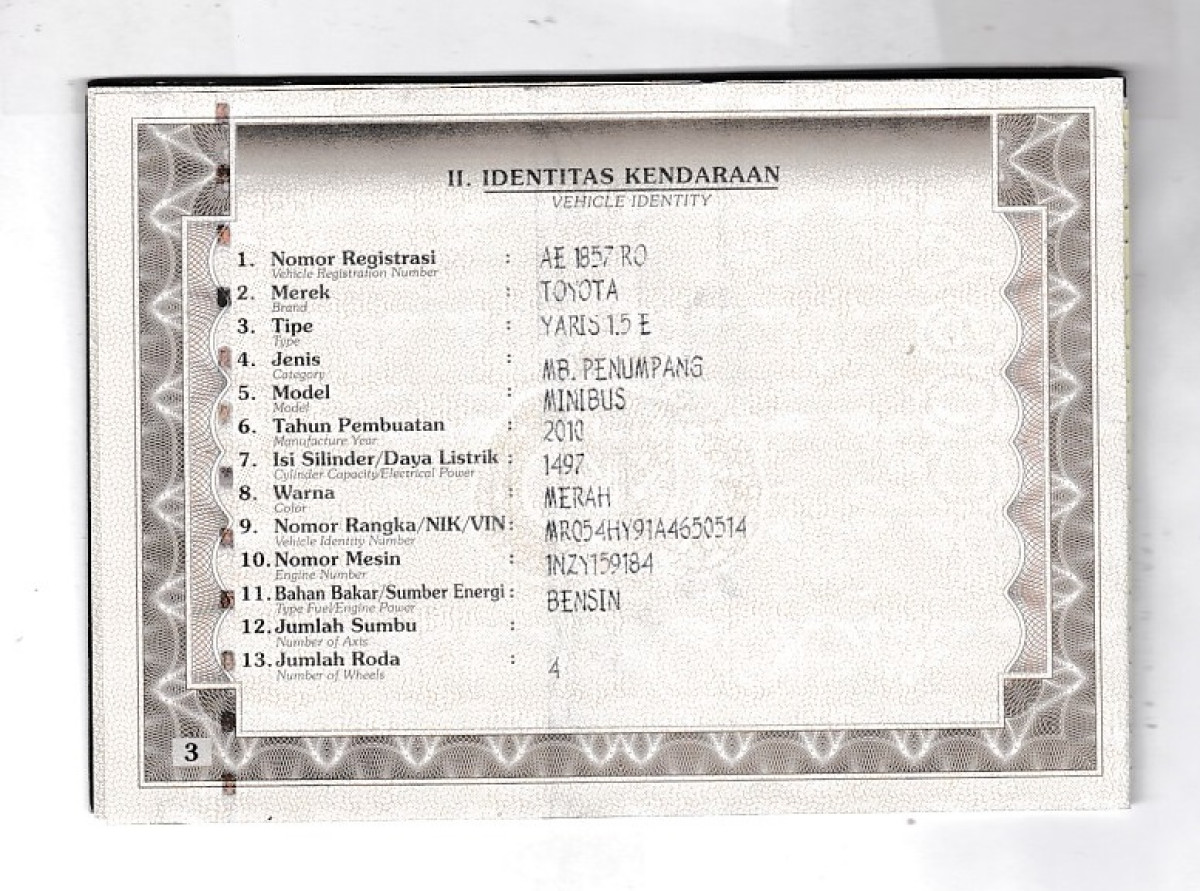 II. IDENTITAS KENDARAAN
VEHICLE IDENTITY
1. Nomor Registrasi : AE 1857 RO
Vehicle Registration Number
2. Merek : TOYOTA
Brand
3. Tipe : YARIS 1.5 E
Type
4. Jenis : MB. PENUMPANG
Category
5. Model : MINIBUS
Model
6. Tahun Pembuatan : 2010
Manufacture Year
7. Isi Silinder/Daya Listrik : 1497
Cylinder Capacity/Electrical Power
8. Warna : MERAH
Color
9. Nomor Rangka/NIK/VIN : MR054HY91A4650514
Vehicle Identity Number
10. Nomor Mesin : 1NZY159184
Engine Number
11. Bahan Bakar/Sumber Energi : BENSIN
Type Fuel/Engine Power
12. Jumlah Sumbu :
Number of Axis
13. Jumlah Roda : 4
Number of Wheels
3